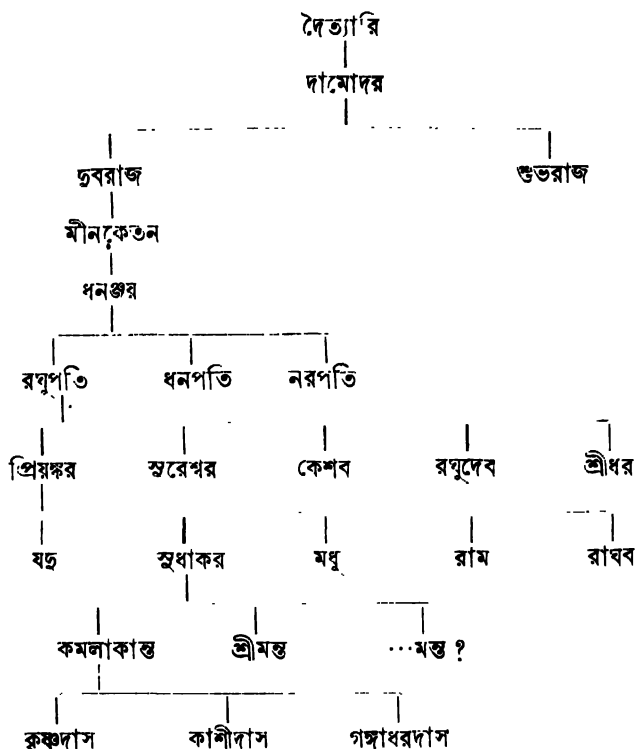 দৈত্যারি
দামোদর
দুবরাজ শুভরাজ
মীনকেতন
ধনঞ্জয়
রঘুপতি ধনপতি নরপতি
প্রিয়ঙ্কর সুরেশ্বর কেশব রঘুদেব শ্রীধর
যদু সুধাকর মধু রাম রাঘব
কমলাকান্ত শ্রীমন্ত ...মন্ত ?
কৃষ্ণদাস কাশীদাস গঙ্গাধরদাস